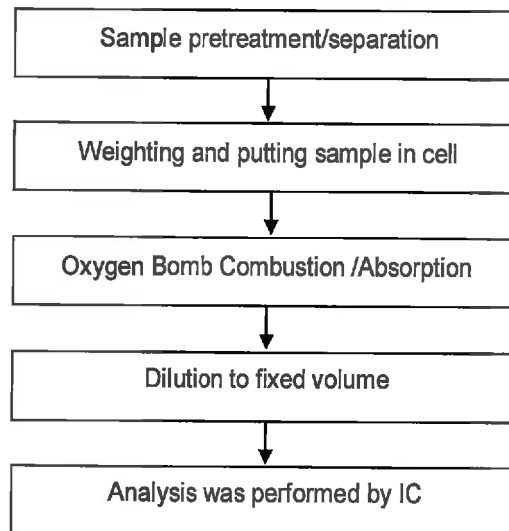 Sample pretreatment/separation
Weighting and putting sample in cell
Oxygen Bomb Combustion /Absorption
Dilution to fixed volume
Analysis was performed by IC